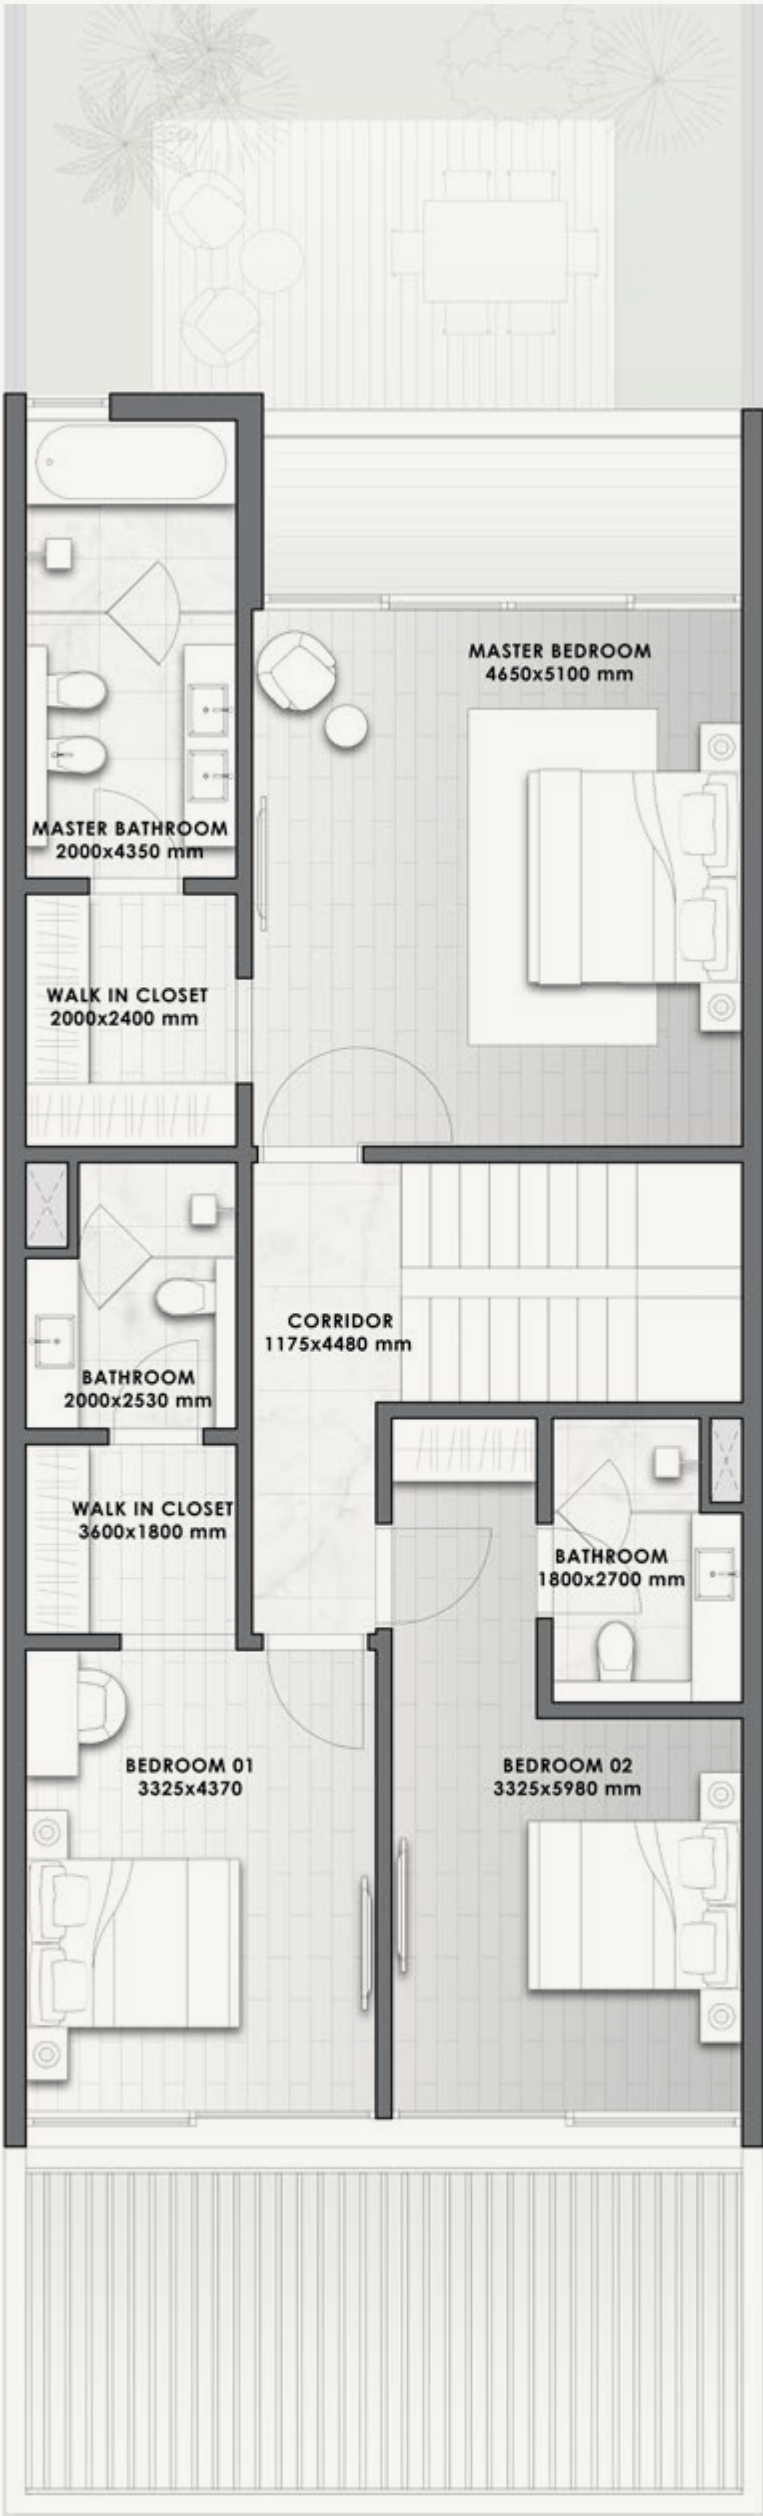 MASTER BEDROOM
4650x5100 mm
MASTER BATHROOM
2000x4350 mm
WALK IN CLOSET
2000x2400 mm
CORRIDOR
1175x4480 mm
BATHROOM
2000x2530 mm
WALK IN CLOSET
3600x1800 mm
BATHROOM
1800x2700 mm
BEDROOM 01
3325x4370
BEDROOM 02
3325x5980 mm